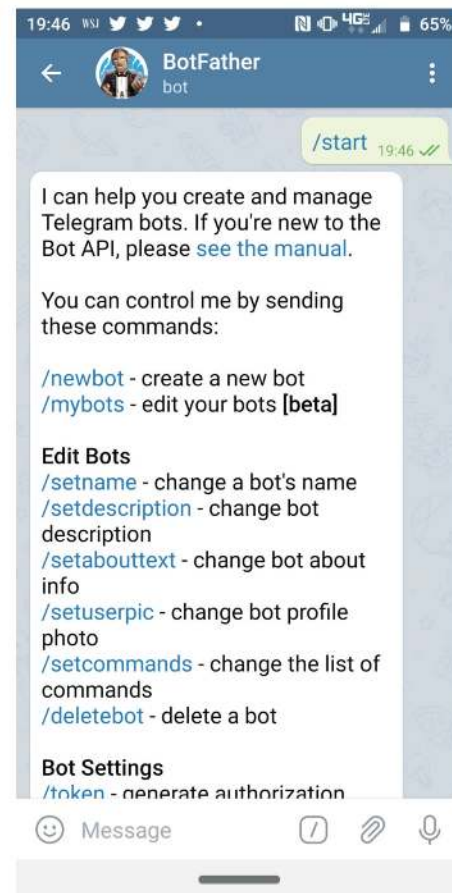 19:46 WSJ 4GE 65%
BotFather
bot
/start 19:46
I can help you create and manage
Telegram bots. If you're new to the
Bot API, please see the manual.
You can control me by sending
these commands:
/newbot - create a new bot
/mybots - edit your bots [beta]
Edit Bots
/setname - change a bot's name
/setdescription - change bot
description
/setabouttext - change bot about
info
/setuserpic - change bot profile
photo
/setcommands - change the list of
commands
/deletebot - delete a bot
Bot Settings
/token - generate authorization
Message